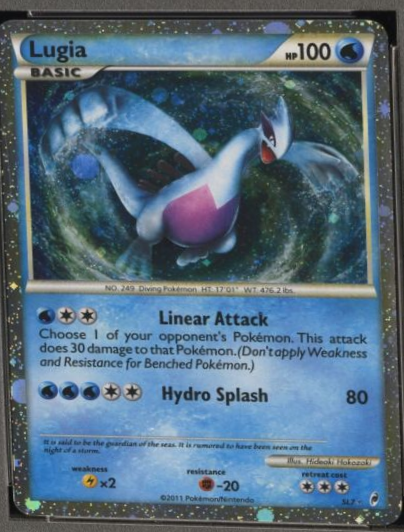 Lugia HP100
BASIC
NO. 249 Diving Pokémon HT: 17'01" WT: 476.2 lbs.
Linear Attack
Choose 1 of your opponent's Pokémon. This attack
does 30 damage to that Pokémon. (Don't apply Weakness
and Resistance for Benched Pokémon.)
Hydro Splash 80
It is said to be the guardian of the seas. It is rumored to have been seen on the
night of a storm.
Illus. Hideaki Hakozaki
weakness resistance retreat cost
×2 -20
©2011 Pokémon/Nintendo SL7